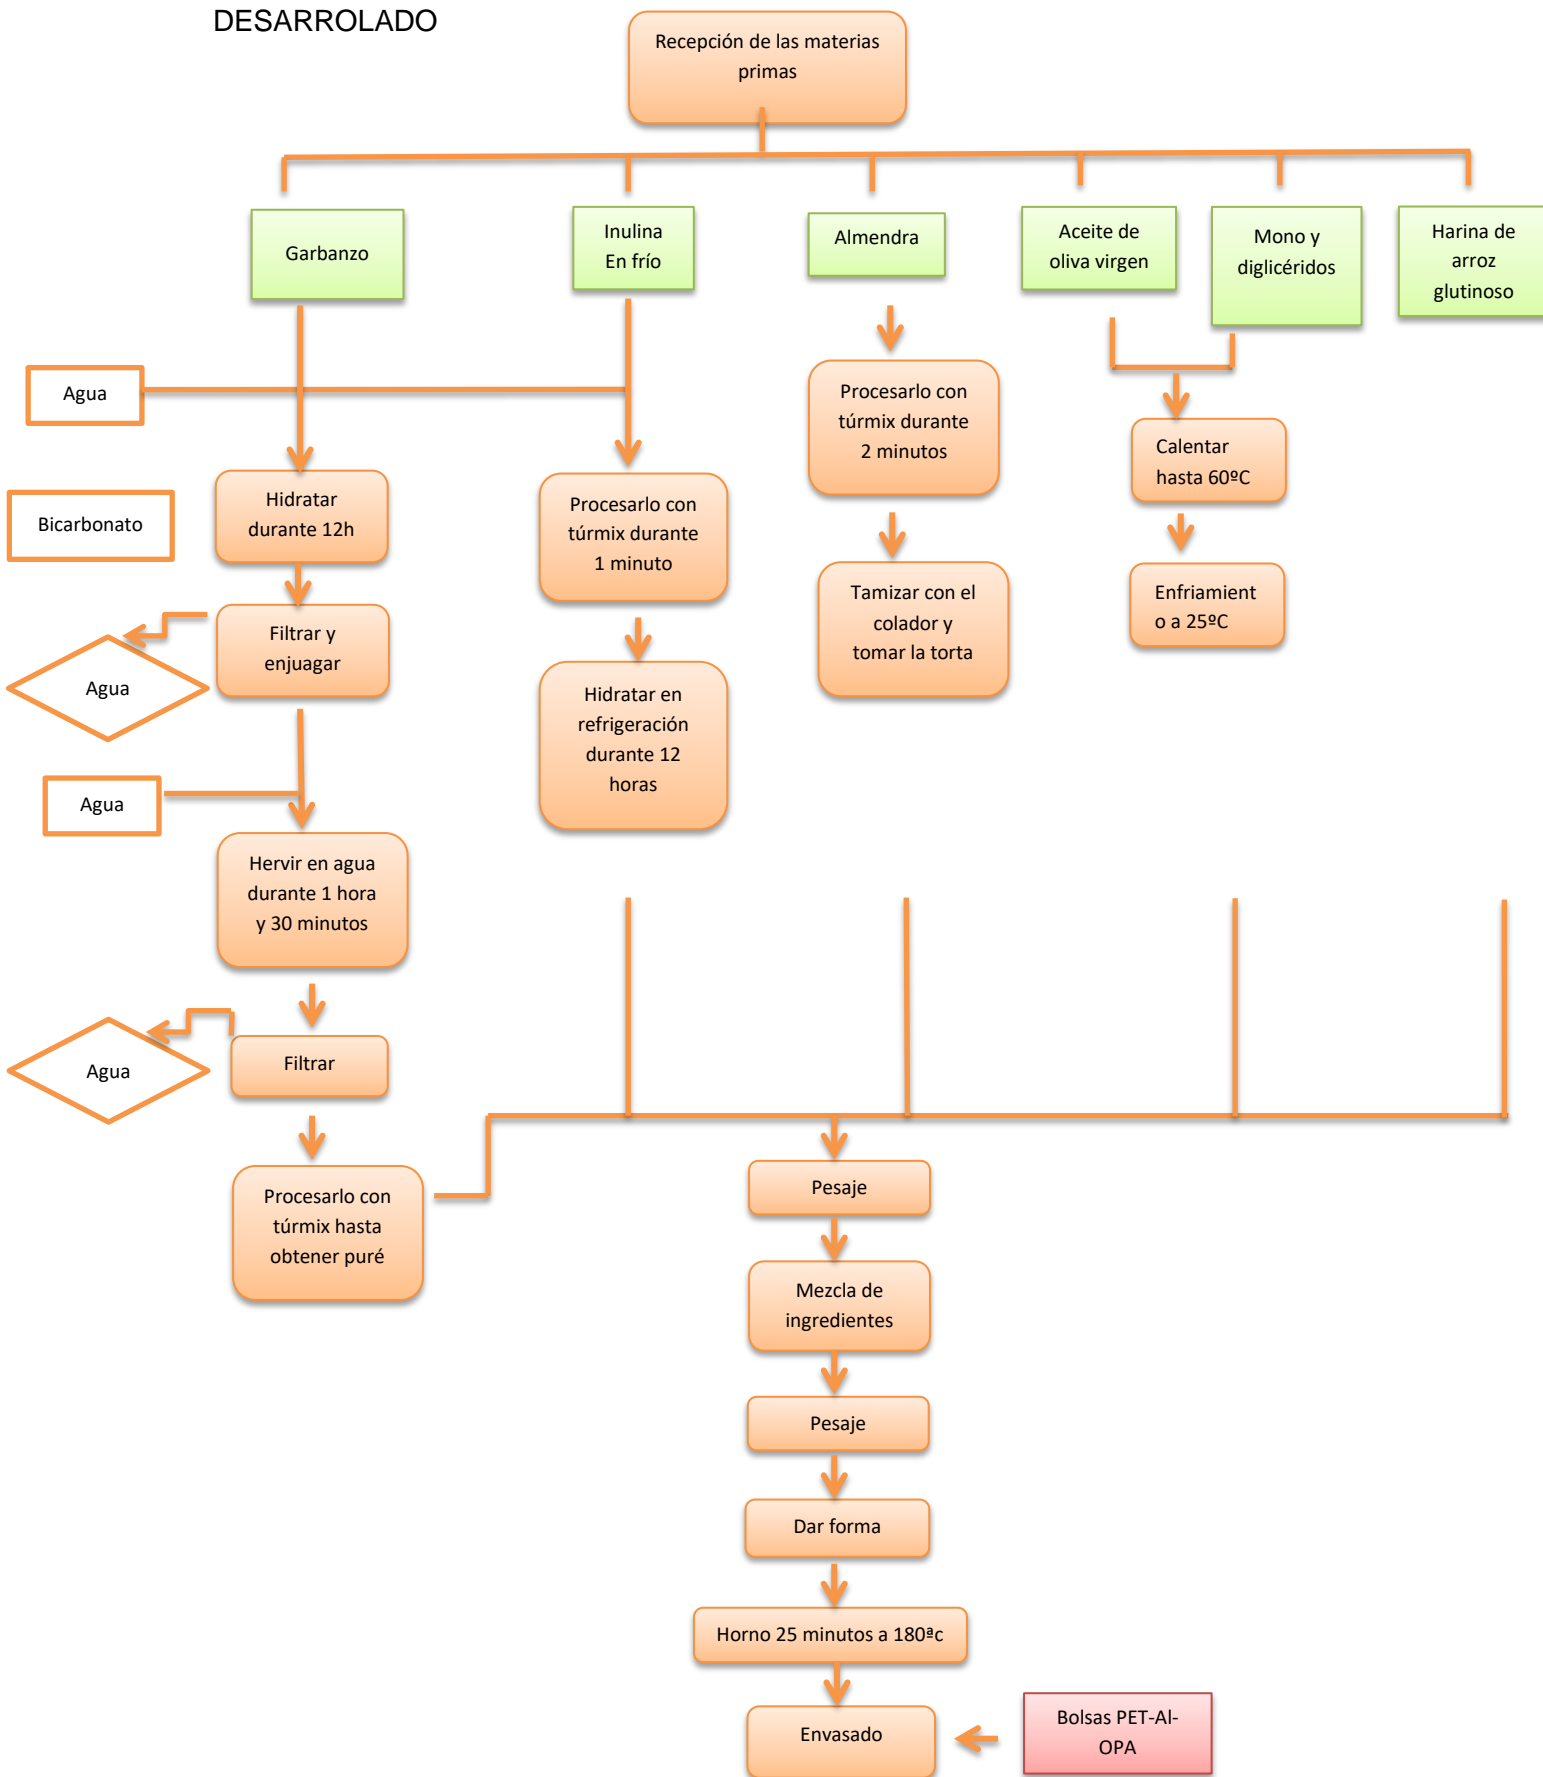 DESARROLADO
Recepción de las materias
primas
Garbanzo
Inulina
En frío
Almendra
Aceite de
oliva virgen
Mono y
diglicéridos
Harina de
arroz
glutinoso
Agua
Procesarlo con
túrmix durante
2 minutos
Calentar
hasta 60ºC
Bicarbonato
Hidratar
durante 12h
Procesarlo con
túrmix durante
1 minuto
Tamizar con el
colador y
tomar la torta
Enfriamient
o a 25ºC
Filtrar y
enjuagar
Agua
Hidratar en
refrigeración
durante 12
horas
Agua
Hervir en agua
durante 1 hora
y 30 minutos
Filtrar
Agua
Procesarlo con
túrmix hasta
obtener puré
Pesaje
Mezcla de
ingredientes
Pesaje
Dar forma
Horno 25 minutos a 180ªc
Envasado
Bolsas PET-Al-
OPA